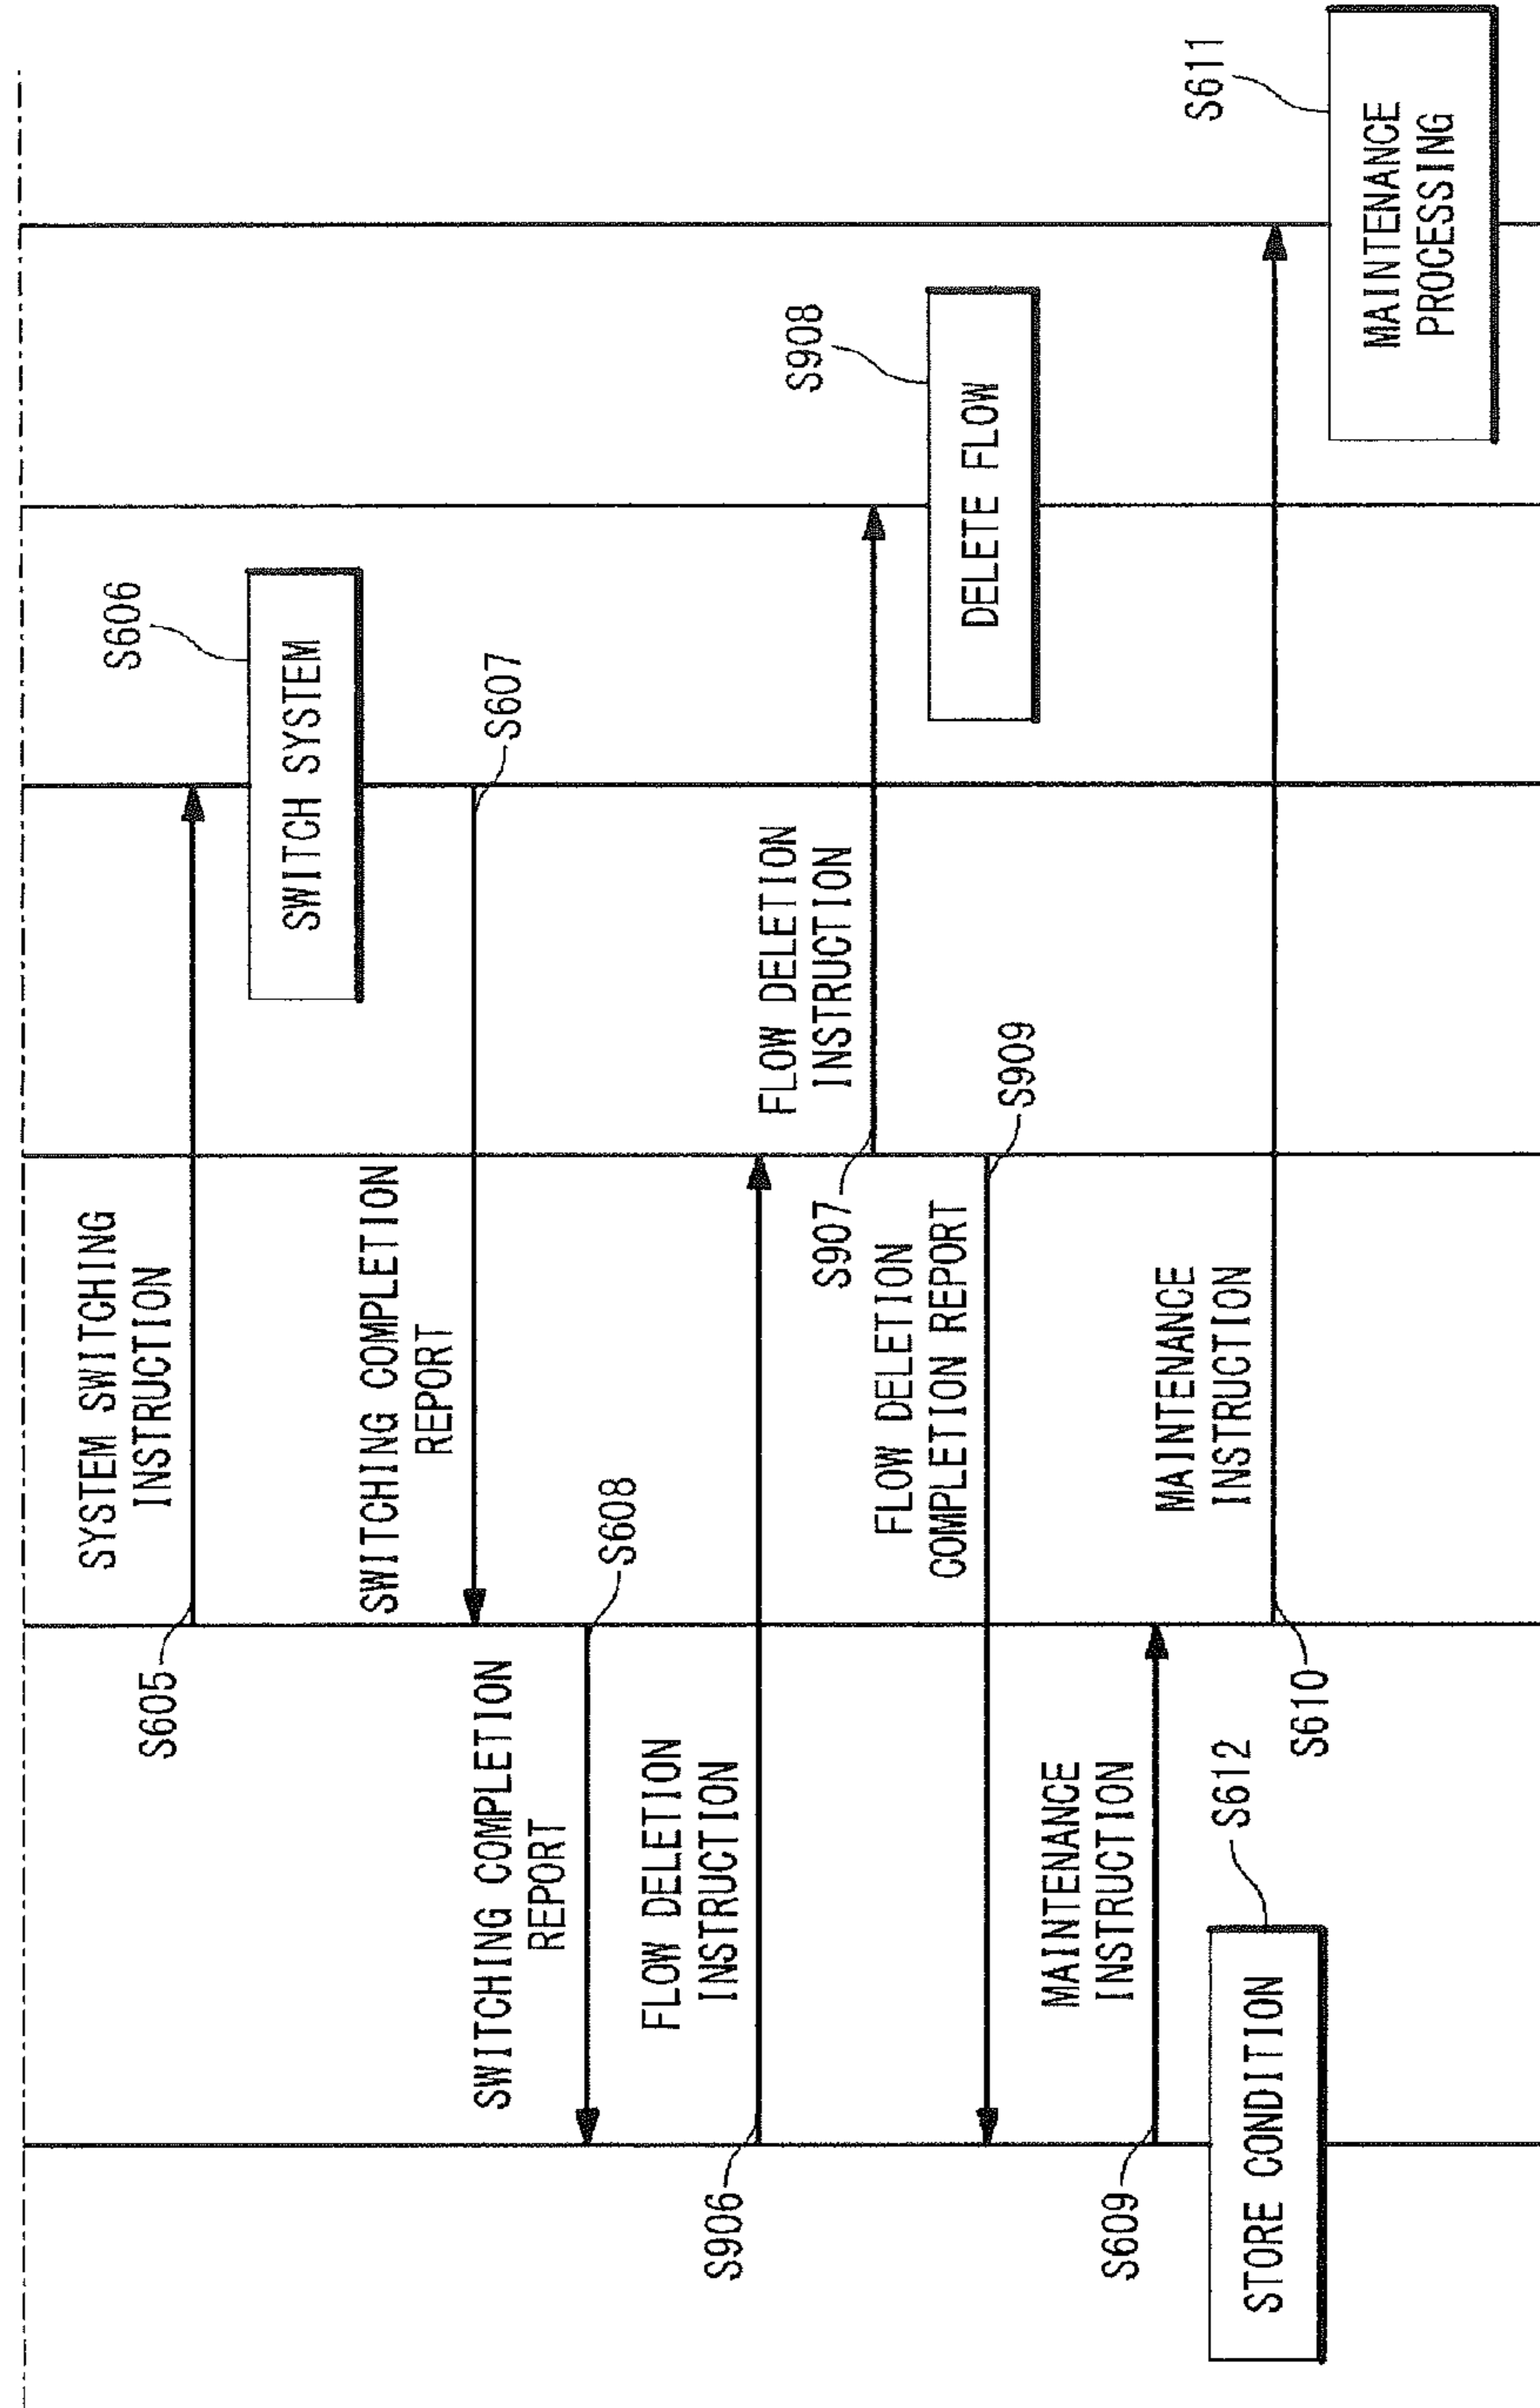 SYSTEM SWITCHING
INSTRUCTION
S605
S606
SWITCH SYSTEM
SWITCHING COMPLETION
REPORT
S607
SWITCHING COMPLETION
REPORT
S608
FLOW DELETION
INSTRUCTION
S906
FLOW DELETION
INSTRUCTION
S907
S908
DELETE FLOW
FLOW DELETION
COMPLETION REPORT
S909
MAINTENANCE
INSTRUCTION
S609
MAINTENANCE
INSTRUCTION
S610
S611
MAINTENANCE
PROCESSING
S612
STORE CONDITION